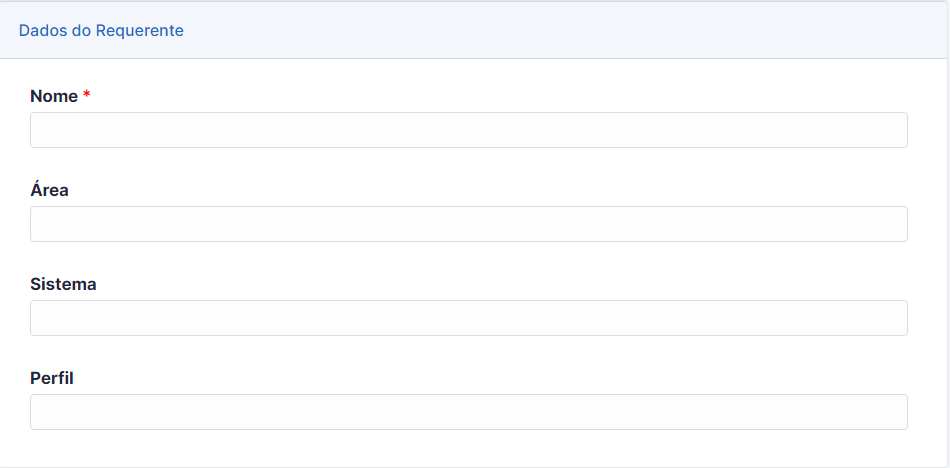 Dados do Requerente
Nome *
Área
Sistema
Perfil